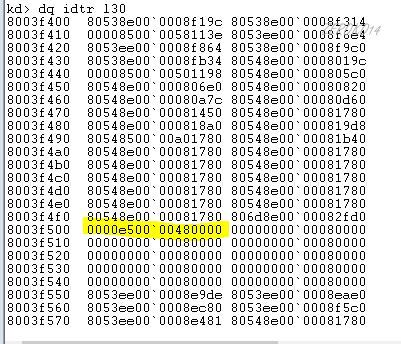 kd> dq idtr l30
8003f400 80538e00`0008f19c 80538e00`0008f314
8003f410 00008500`0058113e 8053ee00`0008f6e4
8003f420 8053ee00`0008f864 80538e00`0008f9c0
8003f430 80538e00`0008fb34 80548e00`0008019c
8003f440 00008500`00501198 80548e00`000805c0
8003f450 80548e00`000806e0 80548e00`00080820
8003f460 80548e00`00080a7c 80548e00`00080d60
8003f470 80548e00`00081450 80548e00`00081780
8003f480 80548e00`000818a0 80548e00`000819d8
8003f490 80548500`00a01780 80548e00`00081b40
8003f4a0 80548e00`00081780 80548e00`00081780
8003f4b0 80548e00`00081780 80548e00`00081780
8003f4c0 80548e00`00081780 80548e00`00081780
8003f4d0 80548e00`00081780 80548e00`00081780
8003f4e0 80548e00`00081780 80548e00`00081780
8003f4f0 80548e00`00081780 806d8e00`00082fd0
8003f500 0000e500`00480000 00000000`00080000
8003f510 00000000`00080000 00000000`00080000
8003f520 00000000`00080000 00000000`00080000
8003f530 00000000`00080000 00000000`00080000
8003f540 00000000`00080000 00000000`00080000
8003f550 8053ee00`0008e9de 8053ee00`0008eae0
8003f560 8053ee00`0008ec80 8053ee00`0008f5c0
8003f570 8053ee00`0008e481 80548e00`00081780